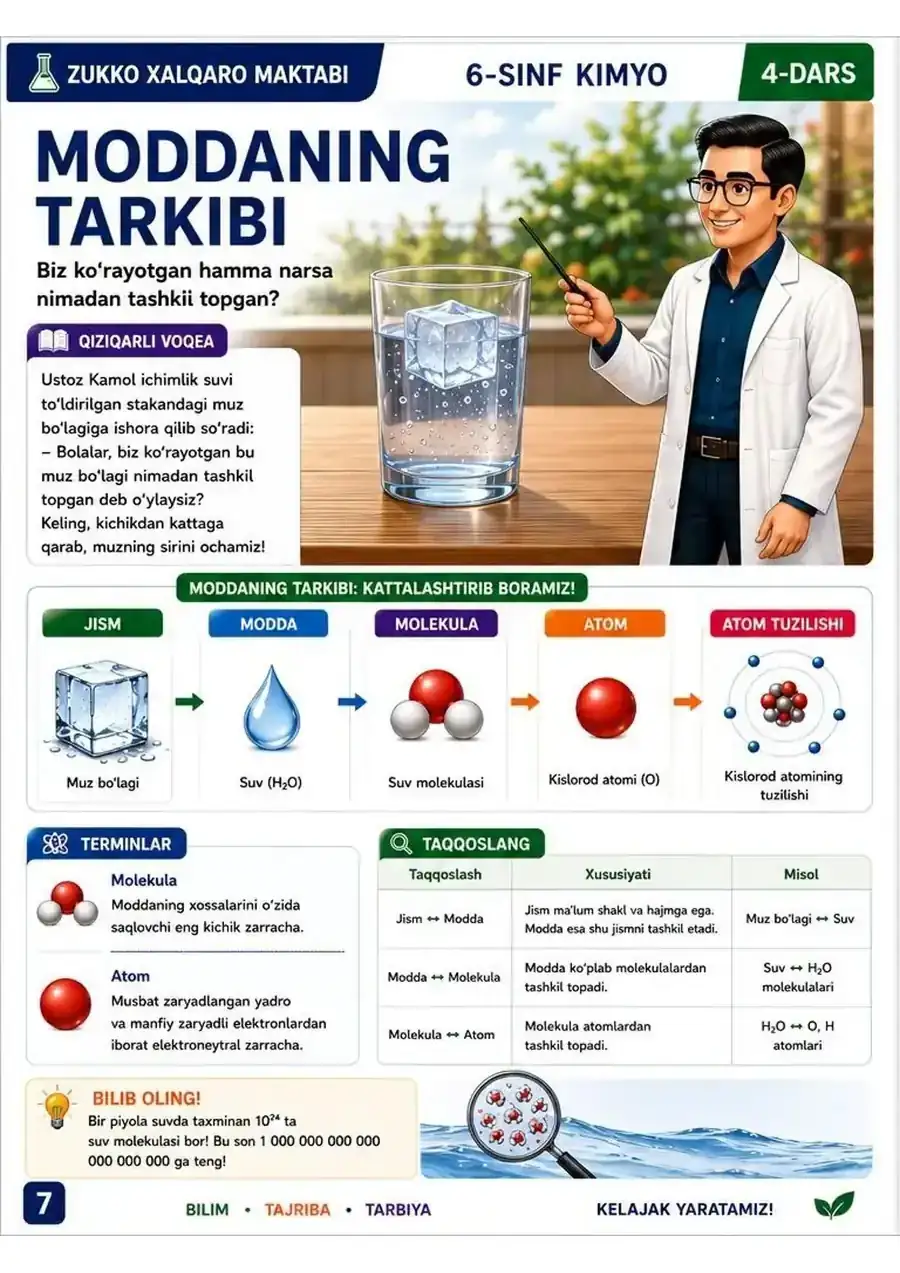 ZUKKO XALQARO MAKTABI
6-SINF KIMYO
4-DARS
MODDANING
TARKIBI
Biz ko‘rayotgan hamma narsa
nimadan tashkil topgan?
QIZIQARLI VOQEA
Ustoz Kamol ichimlik suvi
to‘ldirilgan stakandagi muz
bo‘lagiga ishora qilib so‘radi:
– Bolalar, biz ko‘rayotgan bu
muz bo‘lagi nimadan tashkil
topgan deb o‘ylaysiz?
Keling, kichikdan kattaga
qarab, muzning sirini ochamiz!
MODDANING TARKIBI: KATTALASHTIRIB BORAMIZ!
JISM
MODDA
MOLEKULA
ATOM
ATOM TUZILISHI
Muz bo‘lagi
Suv (H₂O)
Suv molekulasi
Kislorod atomi (O)
Kislorod atomining
tuzilishi
TERMINLAR
Molekula
Moddaning xossalarini o‘zida
saqlovchi eng kichik zarracha.
Atom
Musbat zaryadlangan yadro
va manfiy zaryadli elektronlardan
iborat elektroneytral zarracha.
TAQQOSLANG
Taqqoslash Xususiyati Misol
Jism ↔ Modda
Jism ma’lum shakl va hajmga ega.
Modda esa shu jismni tashkil etadi.
Muz bo‘lagi ↔ Suv
Modda ↔ Molekula
Modda ko‘plab molekulalardan
tashkil topadi.
Suv ↔ H₂O
molekulalari
Molekula ↔ Atom
Molekula atomlardan
tashkil topadi.
H₂O ↔ O, H
atomlari
BILIB OLING!
Bir piyola suvda taxminan 10²⁴ ta
suv molekulasi bor! Bu son 1 000 000 000 000
000 000 000 ga teng!
7
BILIM • TAJRIBA • TARBIYA
KELAJAK YARATAMIZ!